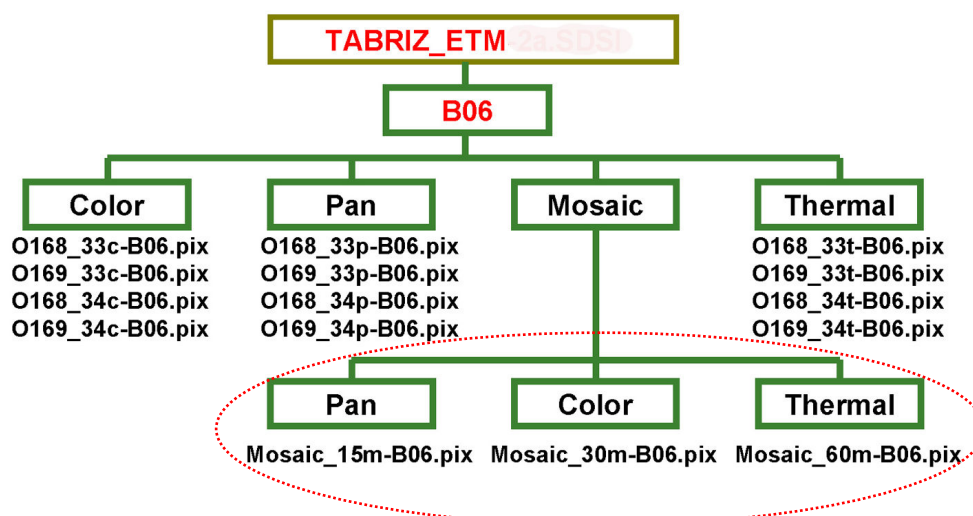 TABRIZ_ETM-2a.SDSI
B06
Color
Pan
Mosaic
Thermal
O168_33c-B06.pix
O169_33c-B06.pix
O168_34c-B06.pix
O169_34c-B06.pix
O168_33p-B06.pix
O169_33p-B06.pix
O168_34p-B06.pix
O169_34p-B06.pix
O168_33t-B06.pix
O169_33t-B06.pix
O168_34t-B06.pix
O169_34t-B06.pix
Pan
Color
Thermal
Mosaic_15m-B06.pix
Mosaic_30m-B06.pix
Mosaic_60m-B06.pix